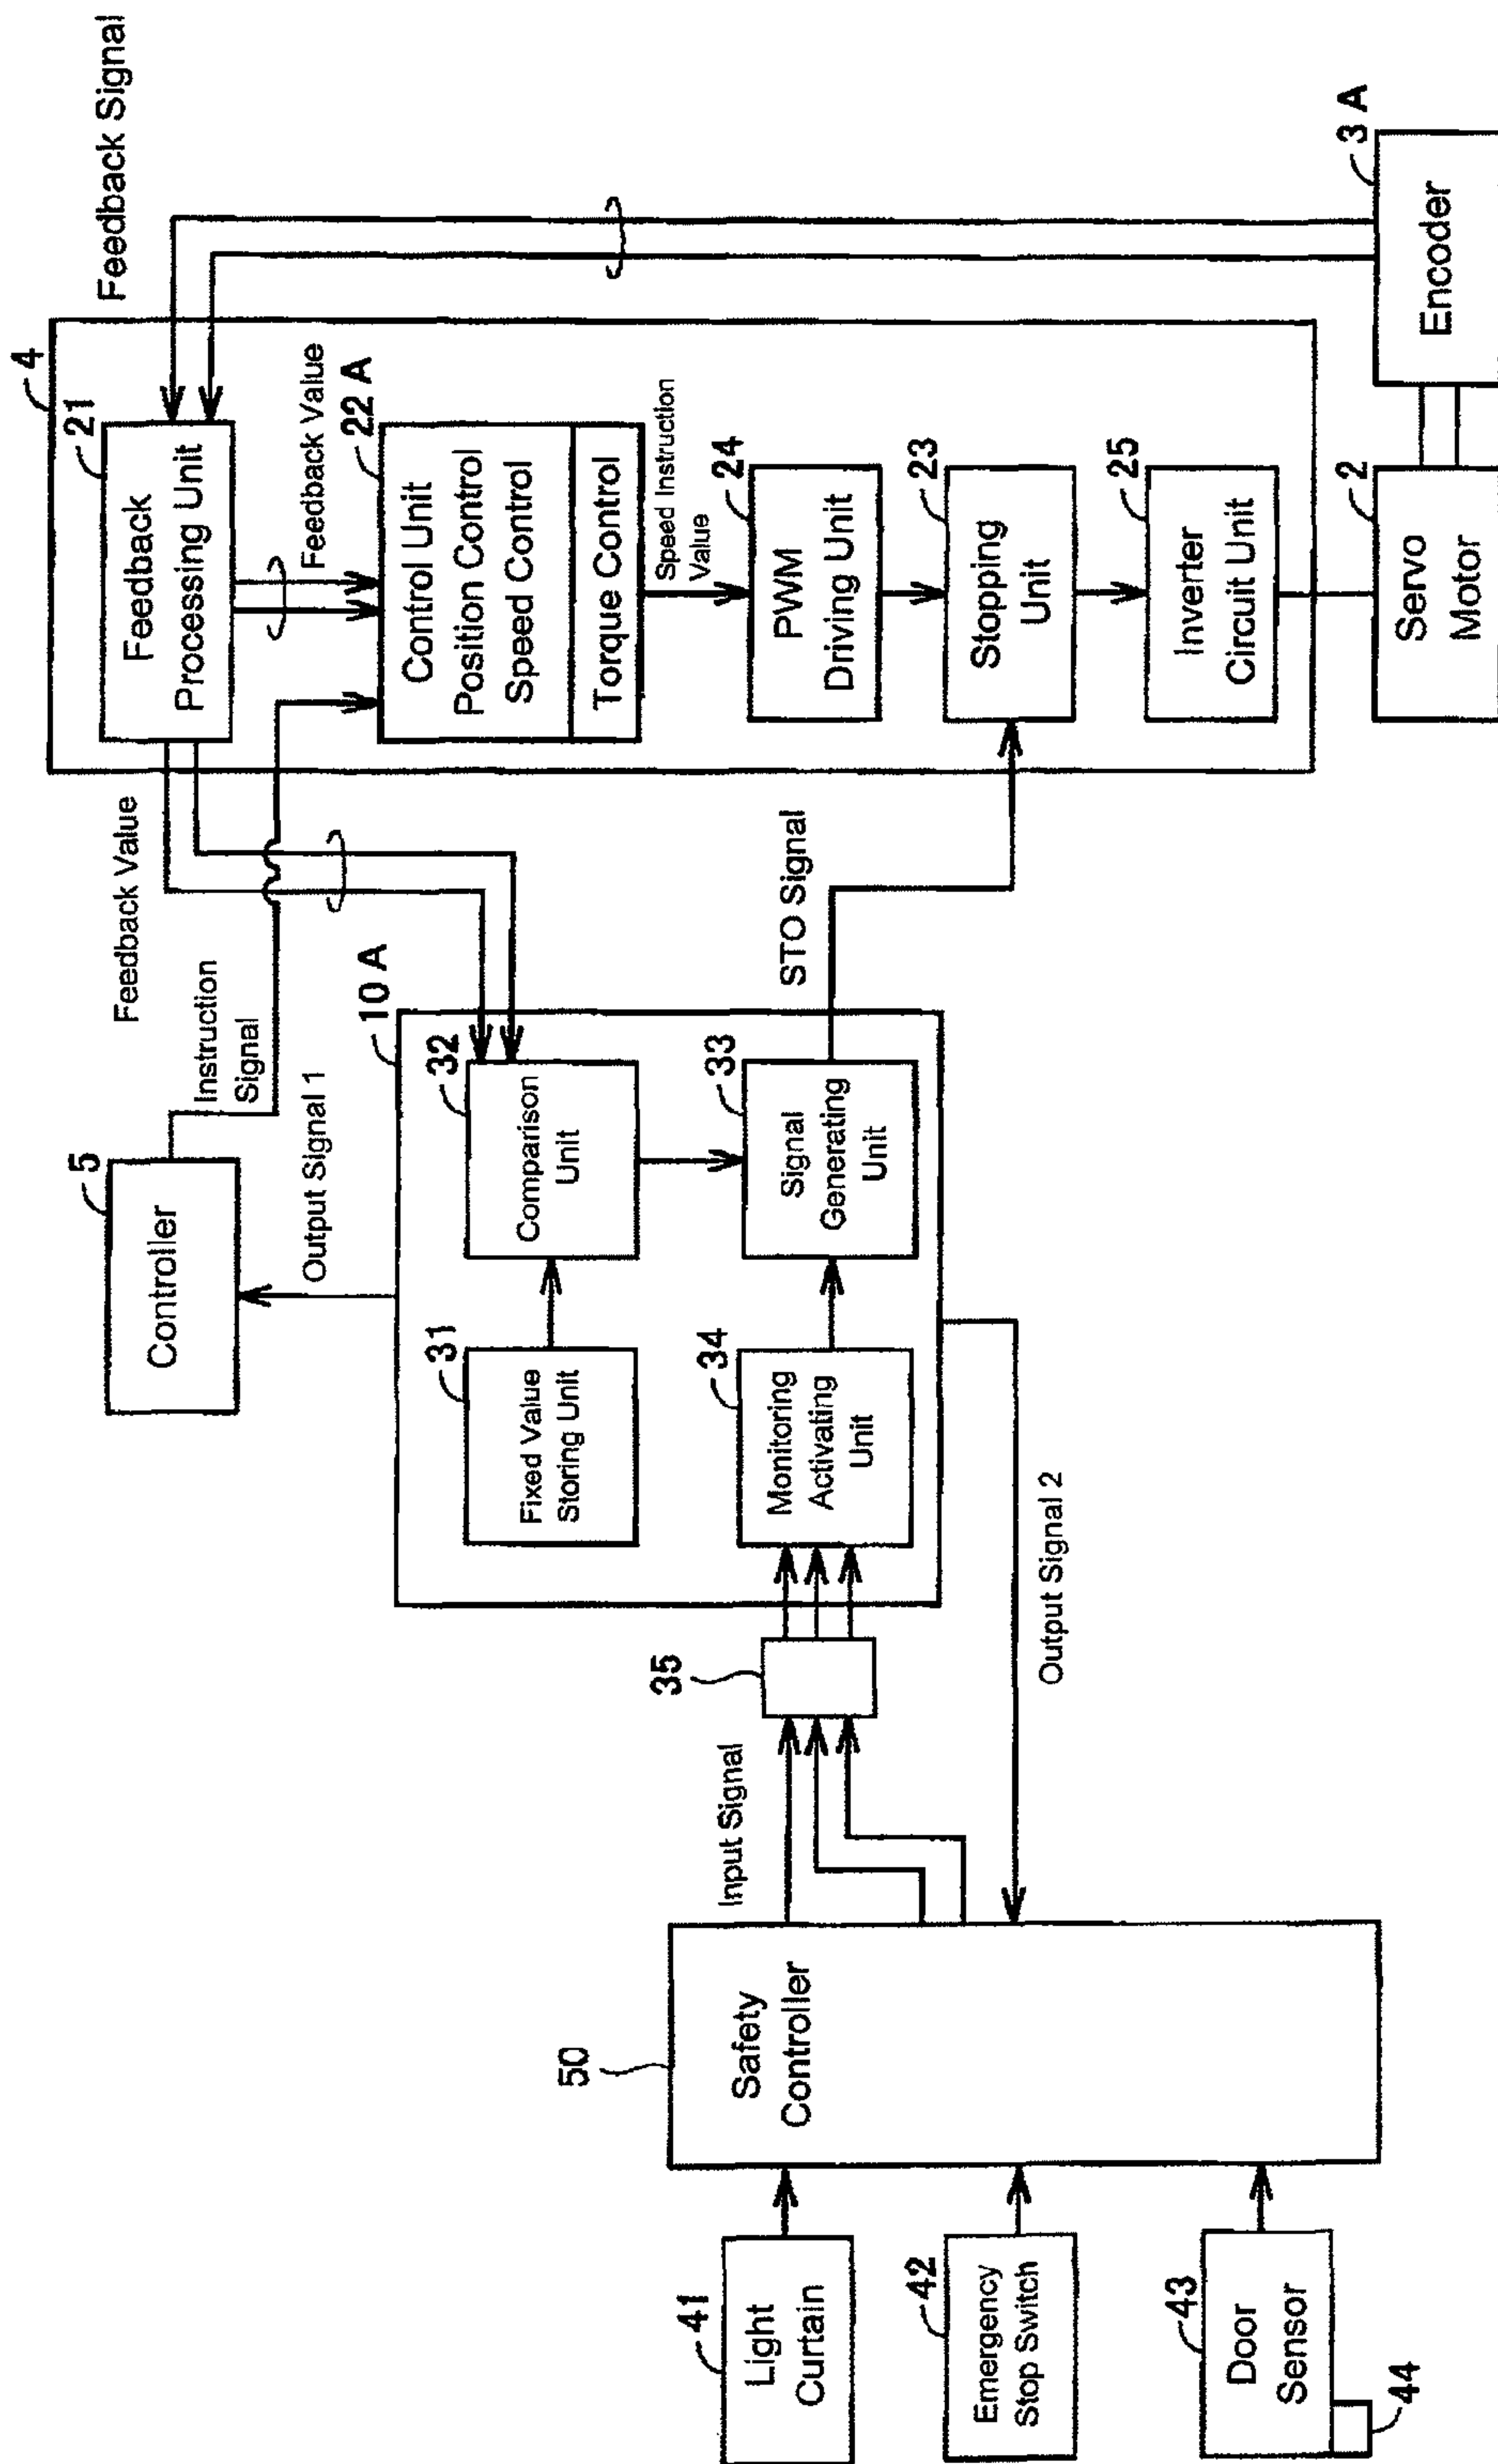 Feedback Signal
4
21
Feedback
Processing Unit
Feedback Value
22 A
Control Unit
Position Control
Speed Control
Torque Control
Speed Instruction
Value
24
PWM
Driving Unit
23
Stopping
Unit
25
Inverter
Circuit Unit
2
Servo
Motor
3 A
Encoder
Feedback Value
Instruction
Signal
5
Controller
Output Signal 1
10 A
32
Comparison
Unit
33
Signal
Generating
Unit
STO Signal
31
Fixed Value
Storing Unit
34
Monitoring
Activating
Unit
35
Input Signal
Output Signal 2
50
Safety
Controller
41
Light
Curtain
42
Emergency
Stop Switch
43
Door
Sensor
44